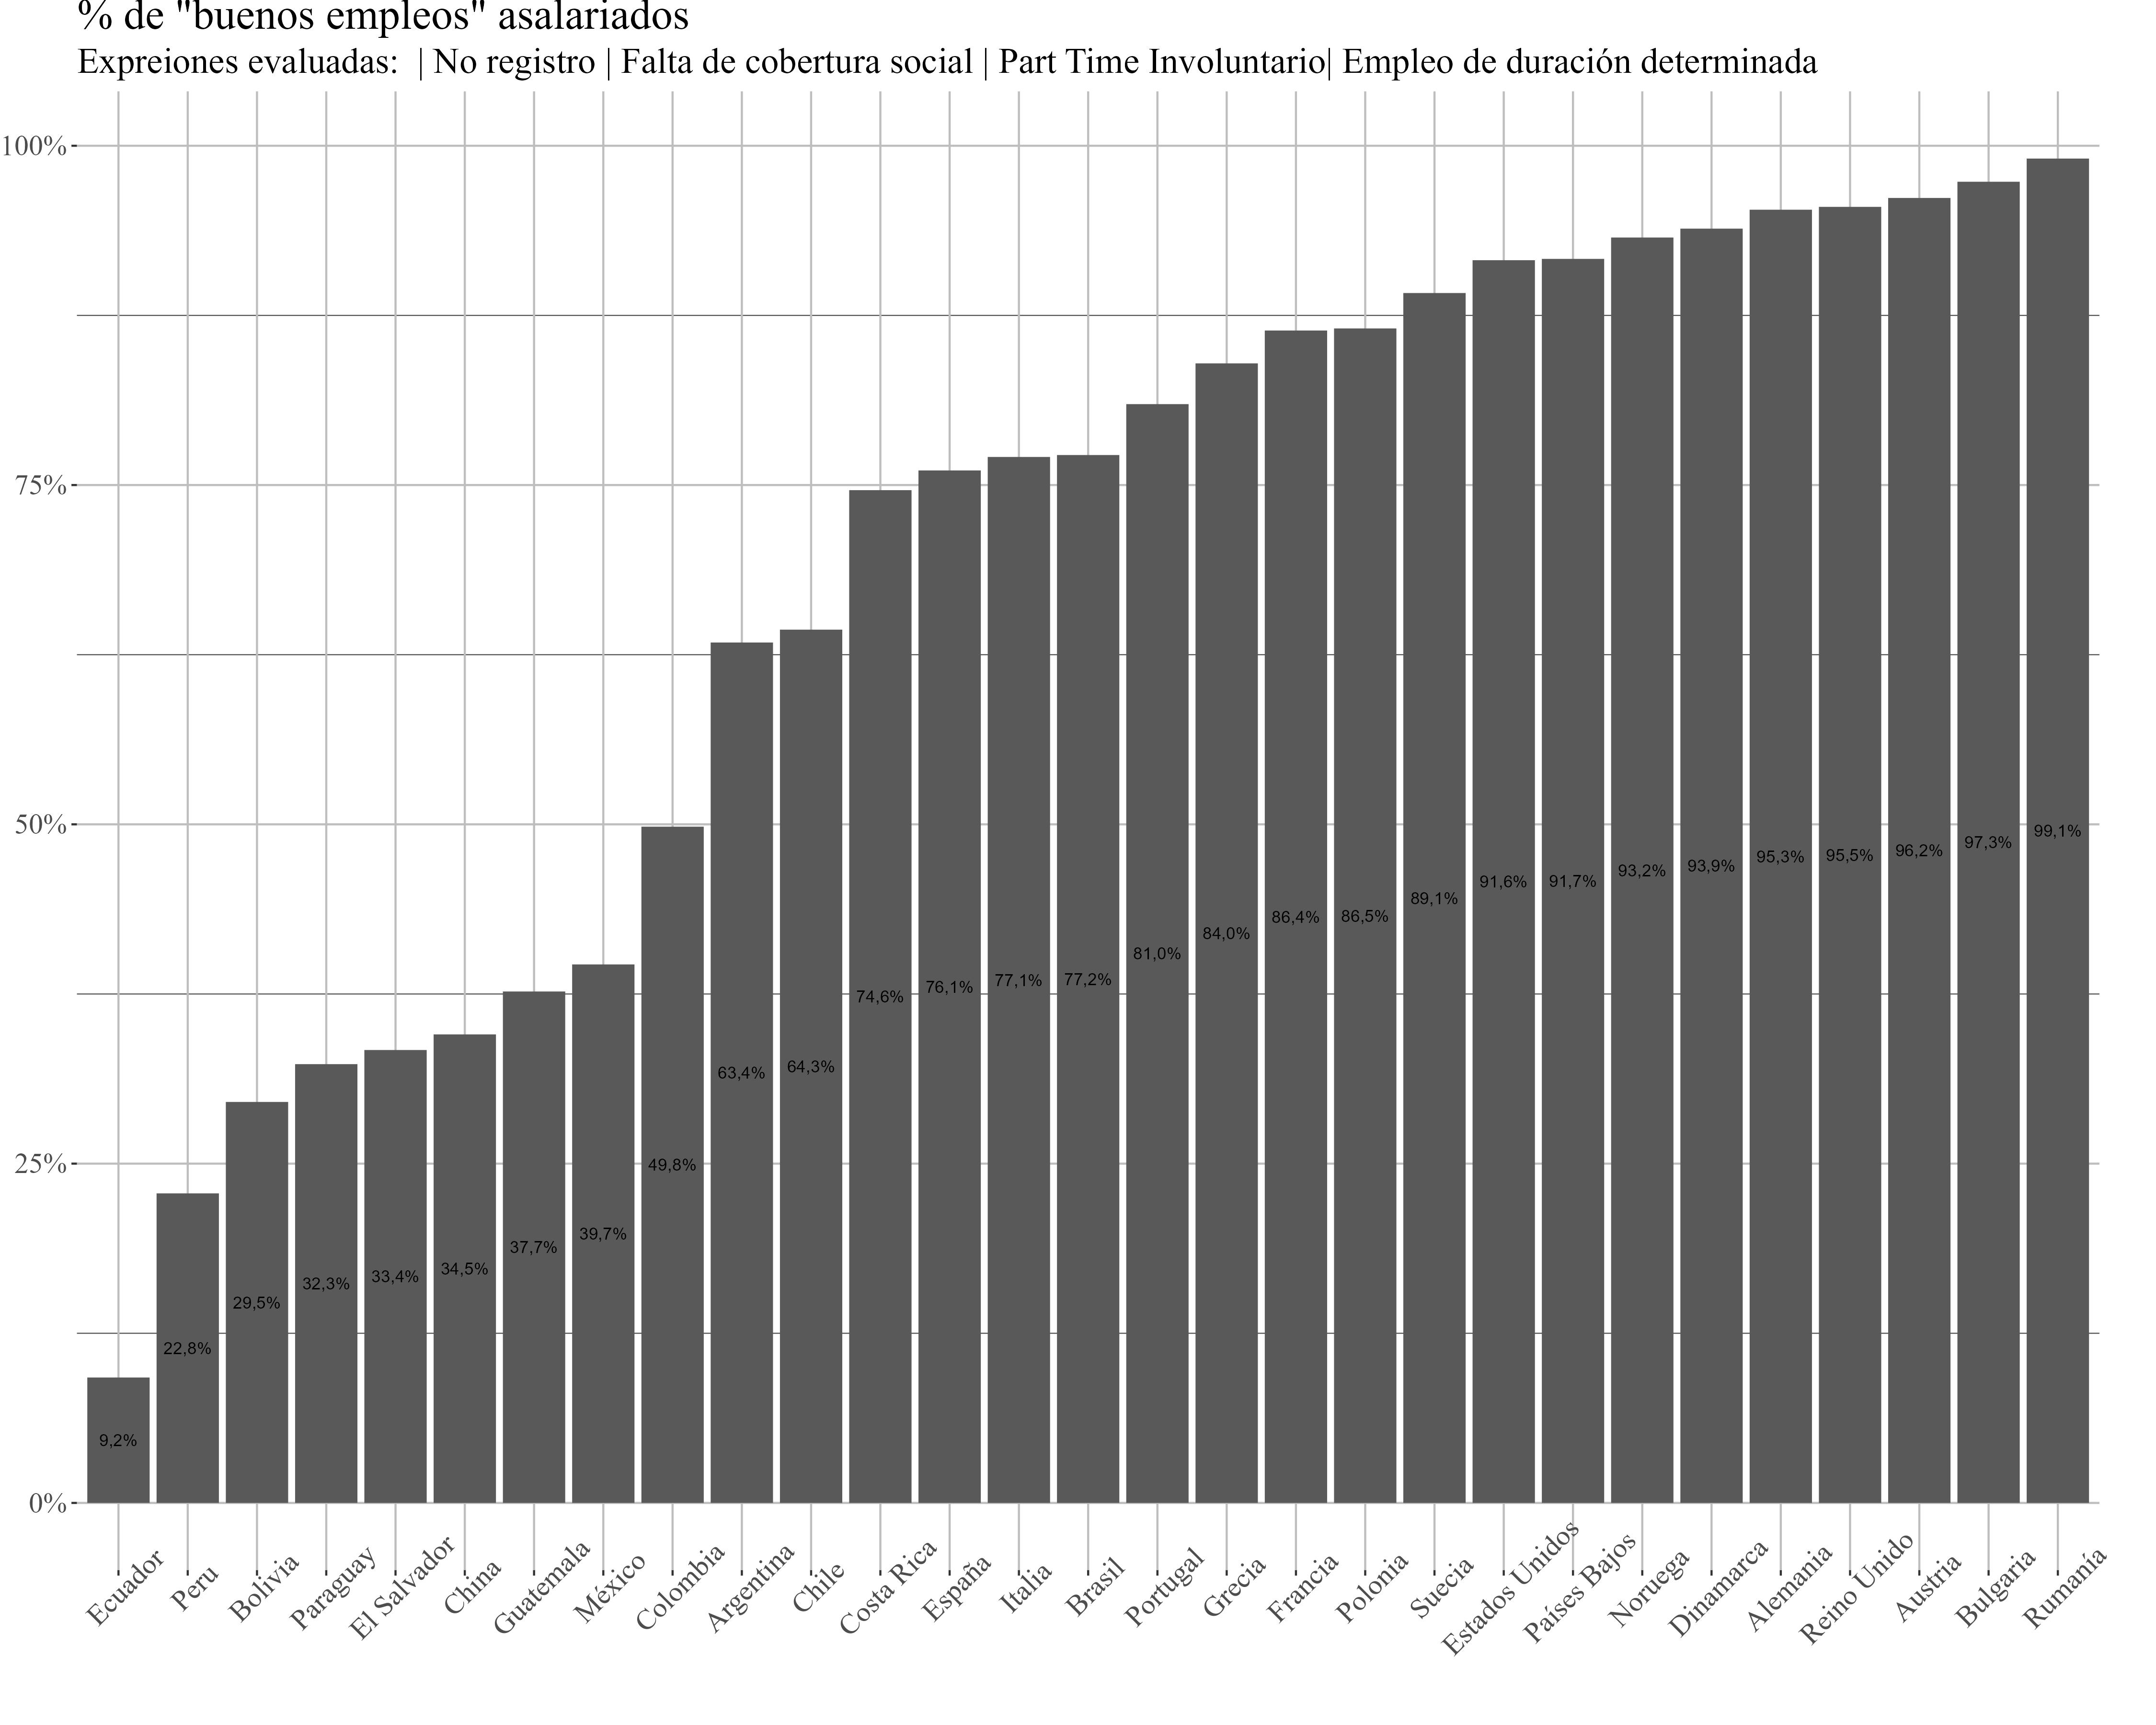 % de "buenos empleos" asalariados
Expreiones evaluadas:  | No registro | Falta de cobertura social | Part Time Involuntario| Empleo de duración determinada
100%
75%
50%
25%
0%
9,2%
22,8%
29,5%
32,3%
33,4%
34,5%
37,7%
39,7%
49,8%
63,4%
64,3%
74,6%
76,1%
77,1%
77,2%
81,0%
84,0%
86,4%
86,5%
89,1%
91,6%
91,7%
93,2%
93,9%
95,3%
95,5%
96,2%
97,3%
99,1%
Ecuador
Peru
Bolivia
Paraguay
El Salvador
China
Guatemala
México
Colombia
Argentina
Chile
Costa Rica
España
Italia
Brasil
Portugal
Grecia
Francia
Polonia
Suecia
Estados Unidos
Países Bajos
Noruega
Dinamarca
Alemania
Reino Unido
Austria
Bulgaria
Rumanía